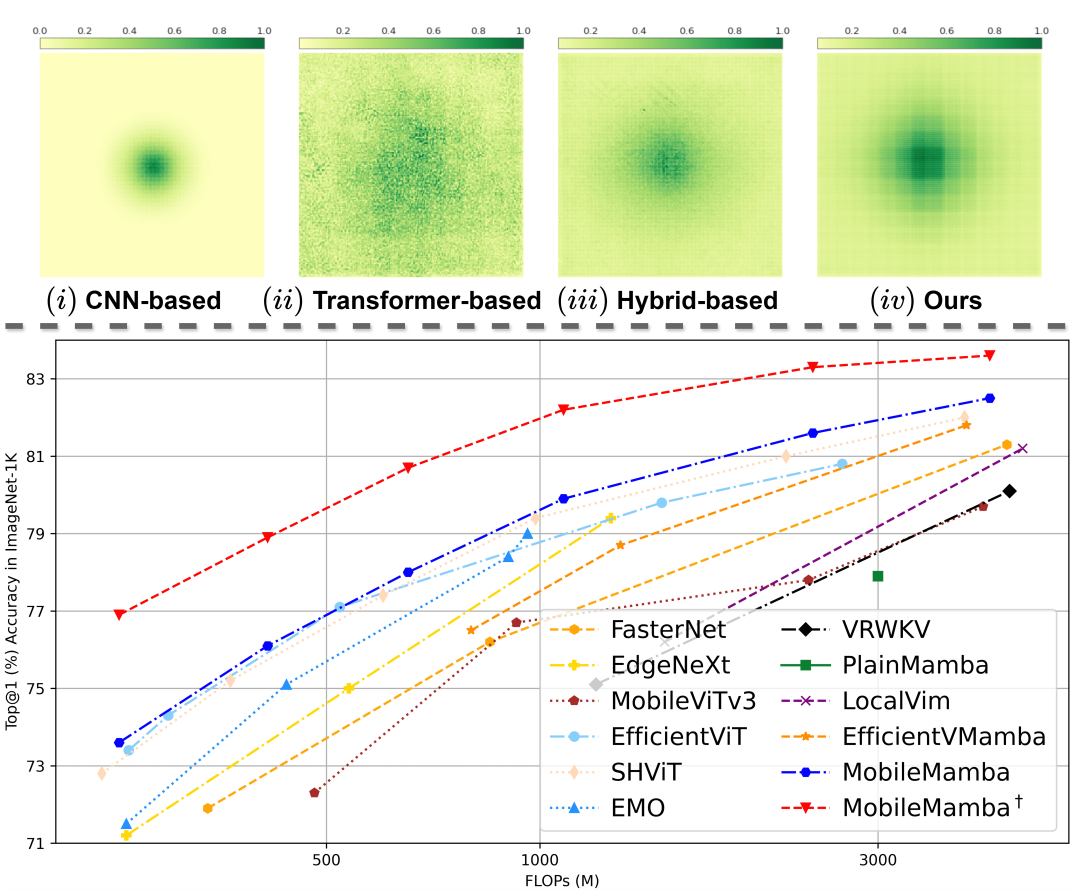 0.0 0.2 0.4 0.6 0.8 1.0 0.2 0.4 0.6 0.8 1.0 0.2 0.4 0.6 0.8 1.0 0.2 0.4 0.6 0.8 1.0
(i) CNN-based (ii) Transformer-based (iii) Hybrid-based (iv) Ours
Top@1 (%) Accuracy in ImageNet-1K
83
81
79
77
75
73
71
FasterNet
EdgeNeXt
MobileViTv3
EfficientViT
SHViT
EMO
VRWKV
PlainMamba
LocalVim
EfficientVMamba
MobileMamba
MobileMamba†
500 1000 3000
FLOPs (M)